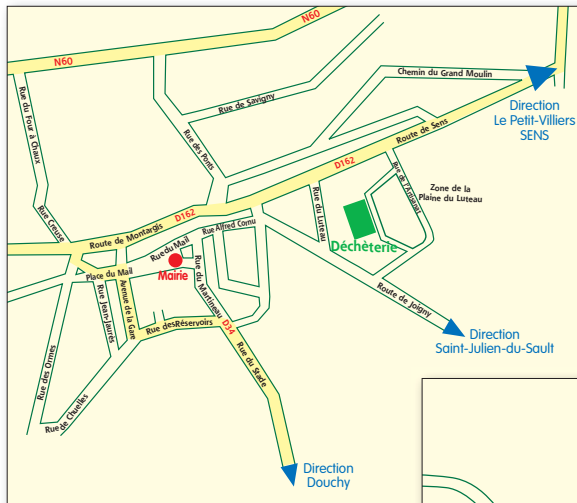 N60
N60
Chemin du Grand Moulin
Rue du Four à Chaux
Rue de Savigny
Direction
Le Petit-Villiers
SENS
Rue des Ponts
Route de Sens
D162
Rue de l'Artisanat
Zone de la
Plaine du Luteau
Rue Creuse
D162
Rue du Luteau
Route de Montargis
Rue Alfred Cornu
Rue du Mail
Déchèterie
Place du Mail
Mairie
Rue du Martineau
Avenue de la Gare
Rue Jean-Jaurès
Route de Joigny
Rue des Réservoirs
D34
Direction
Saint-Julien-du-Sault
Rue des Ormes
Rue du Stade
Rue de Chuelles
Direction
Douchy